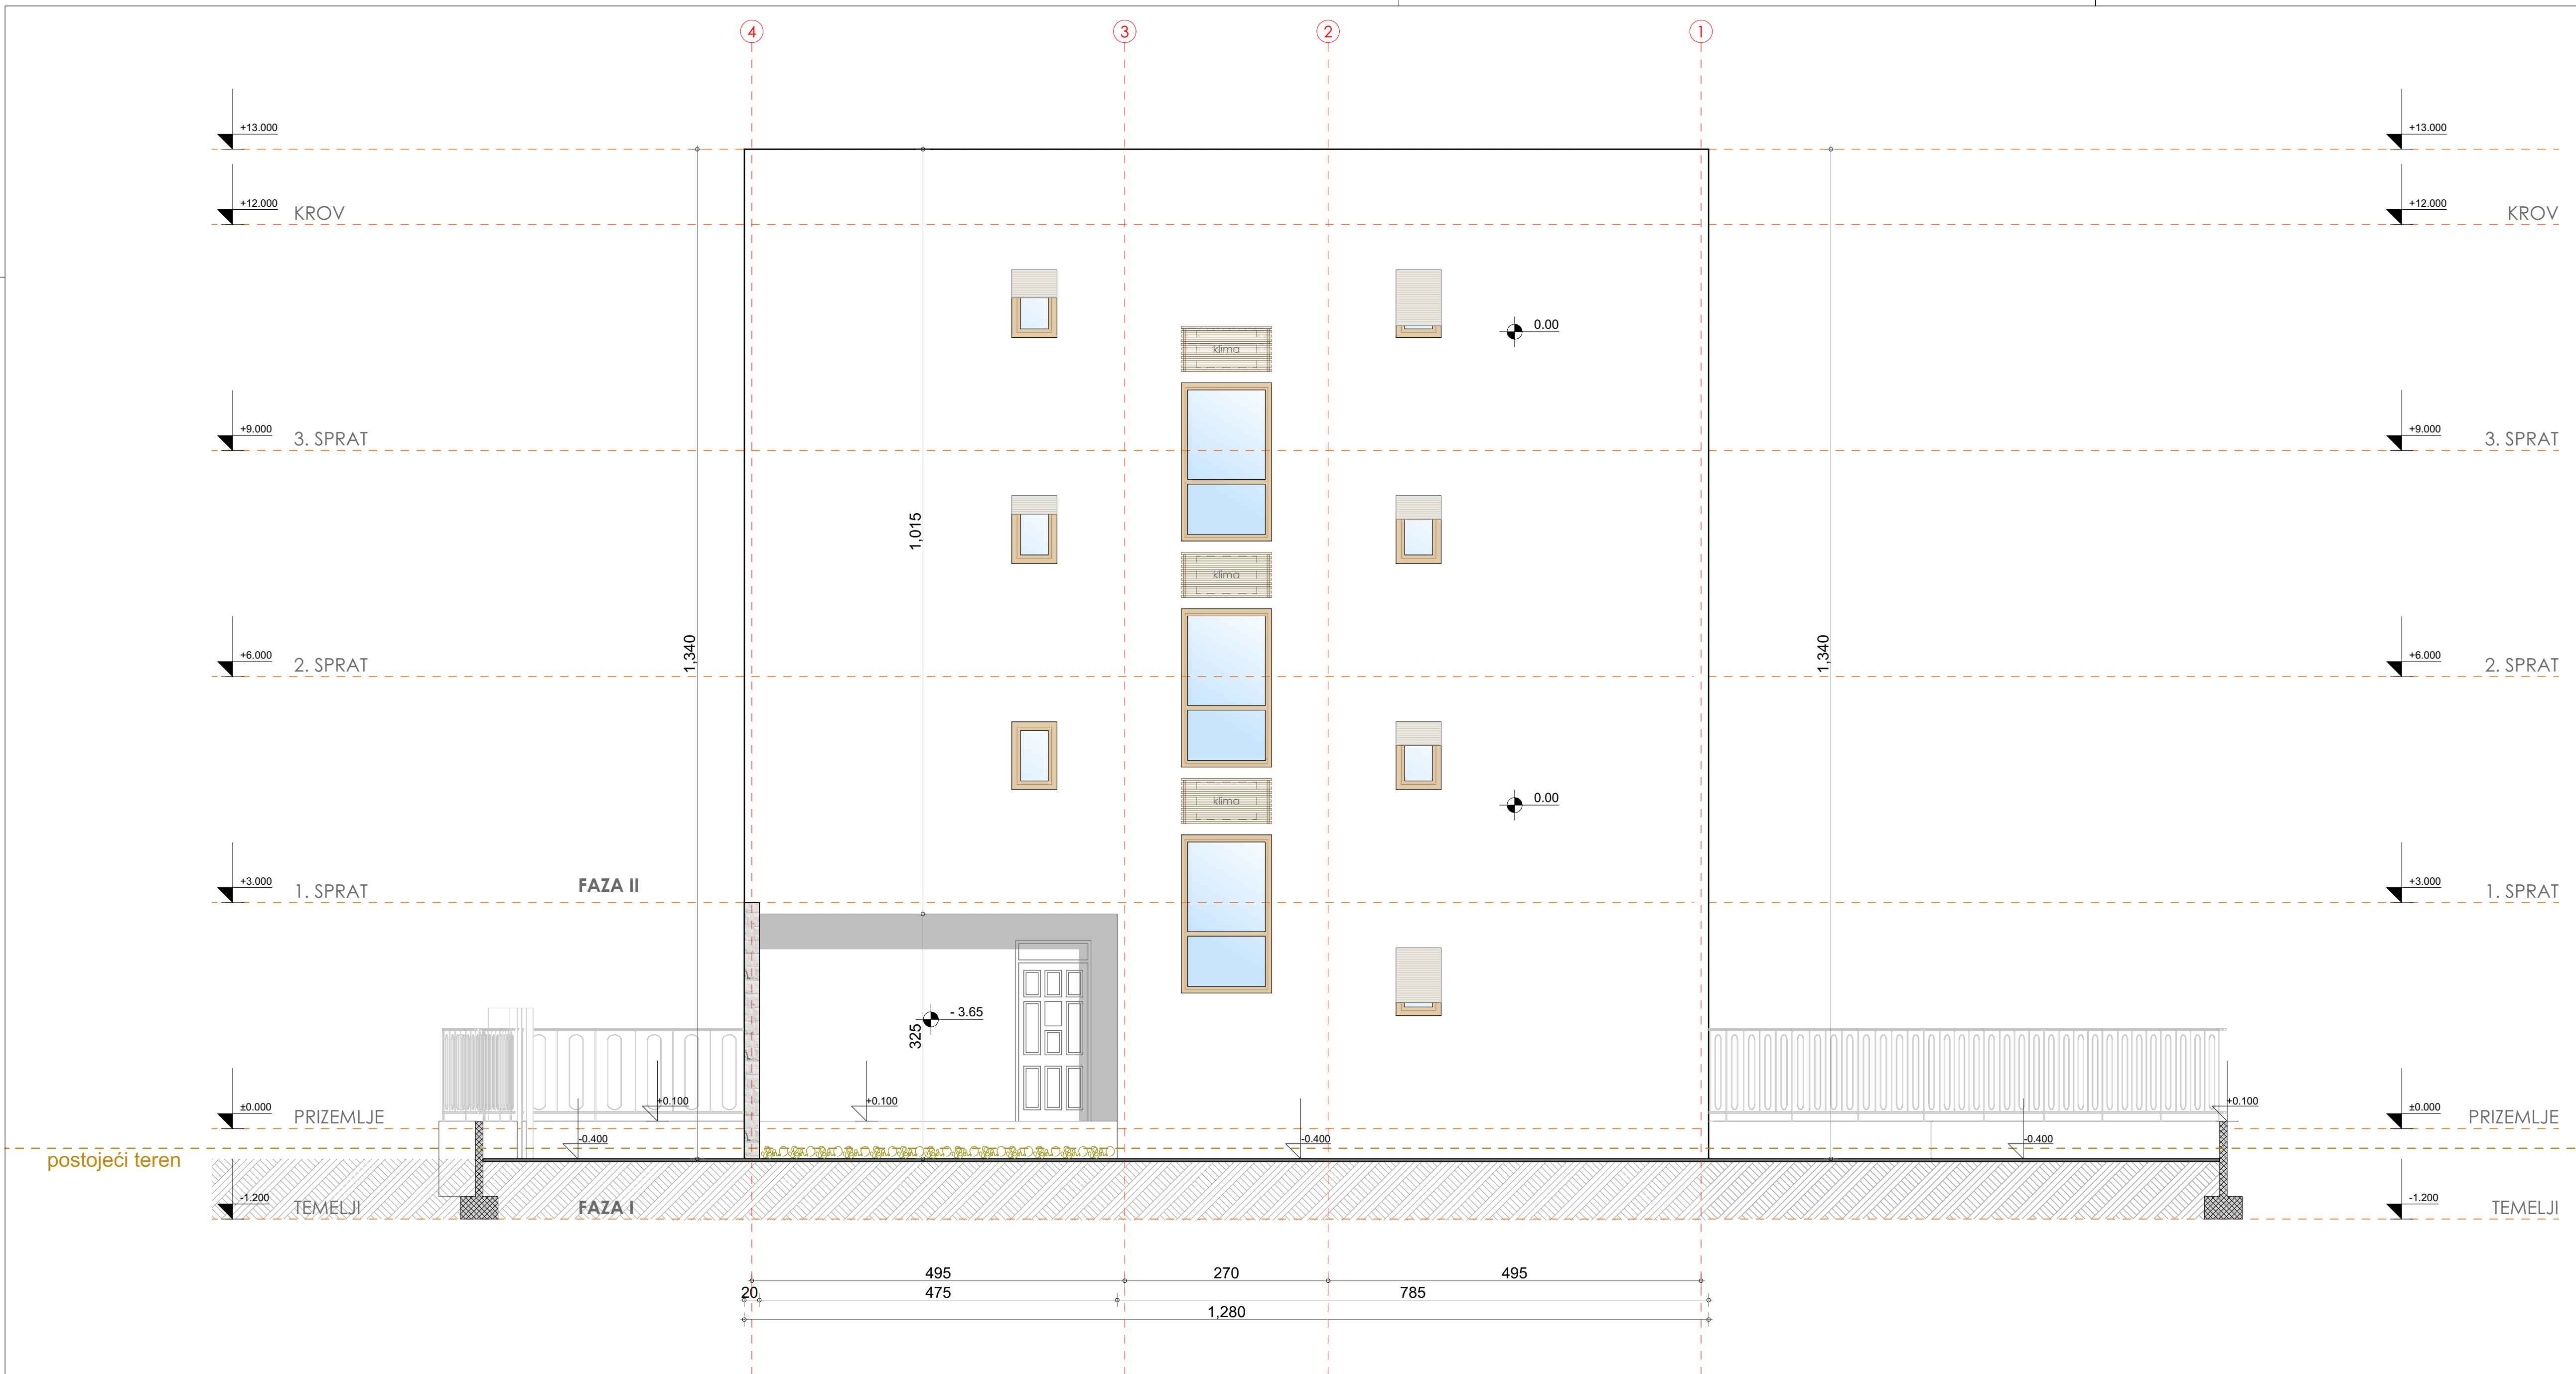 4 3 2 1
+13.000 +13.000
+12.000 KROV +12.000 KROV
0.00
klima
+9.000 3. SPRAT +9.000 3. SPRAT
1,015
klima
1,340 1,340
+6.000 2. SPRAT +6.000 2. SPRAT
klima 0.00
+3.000 1. SPRAT FAZA II +3.000 1. SPRAT
- 3.65
325
+0.100 +0.100 +0.100
±0.000 PRIZEMLJE ±0.000 PRIZEMLJE
-0.400 -0.400 -0.400
postojeći teren
-1.200 TEMELJI FAZA I -1.200 TEMELJI
495 270 495
20 475 785
1,280